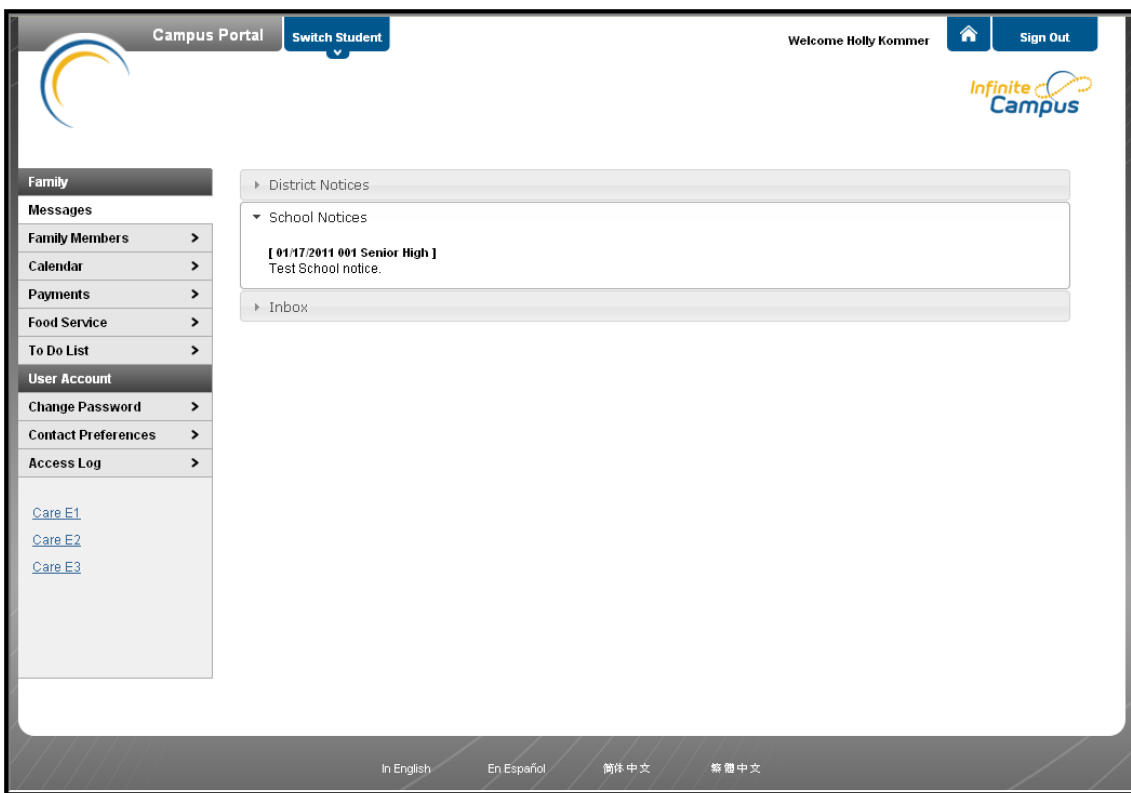 Campus Portal
Switch Student
Welcome Holly Kommer
Sign Out
Infinite
Campus
Family
Messages
Family Members
Calendar
Payments
Food Service
To Do List
User Account
Change Password
Contact Preferences
Access Log
Care E1
Care E2
Care E3
District Notices
School Notices
[ 01/17/2011 001 Senior High ]
Test School notice.
Inbox
In English
En Español
简体中文
繁體中文